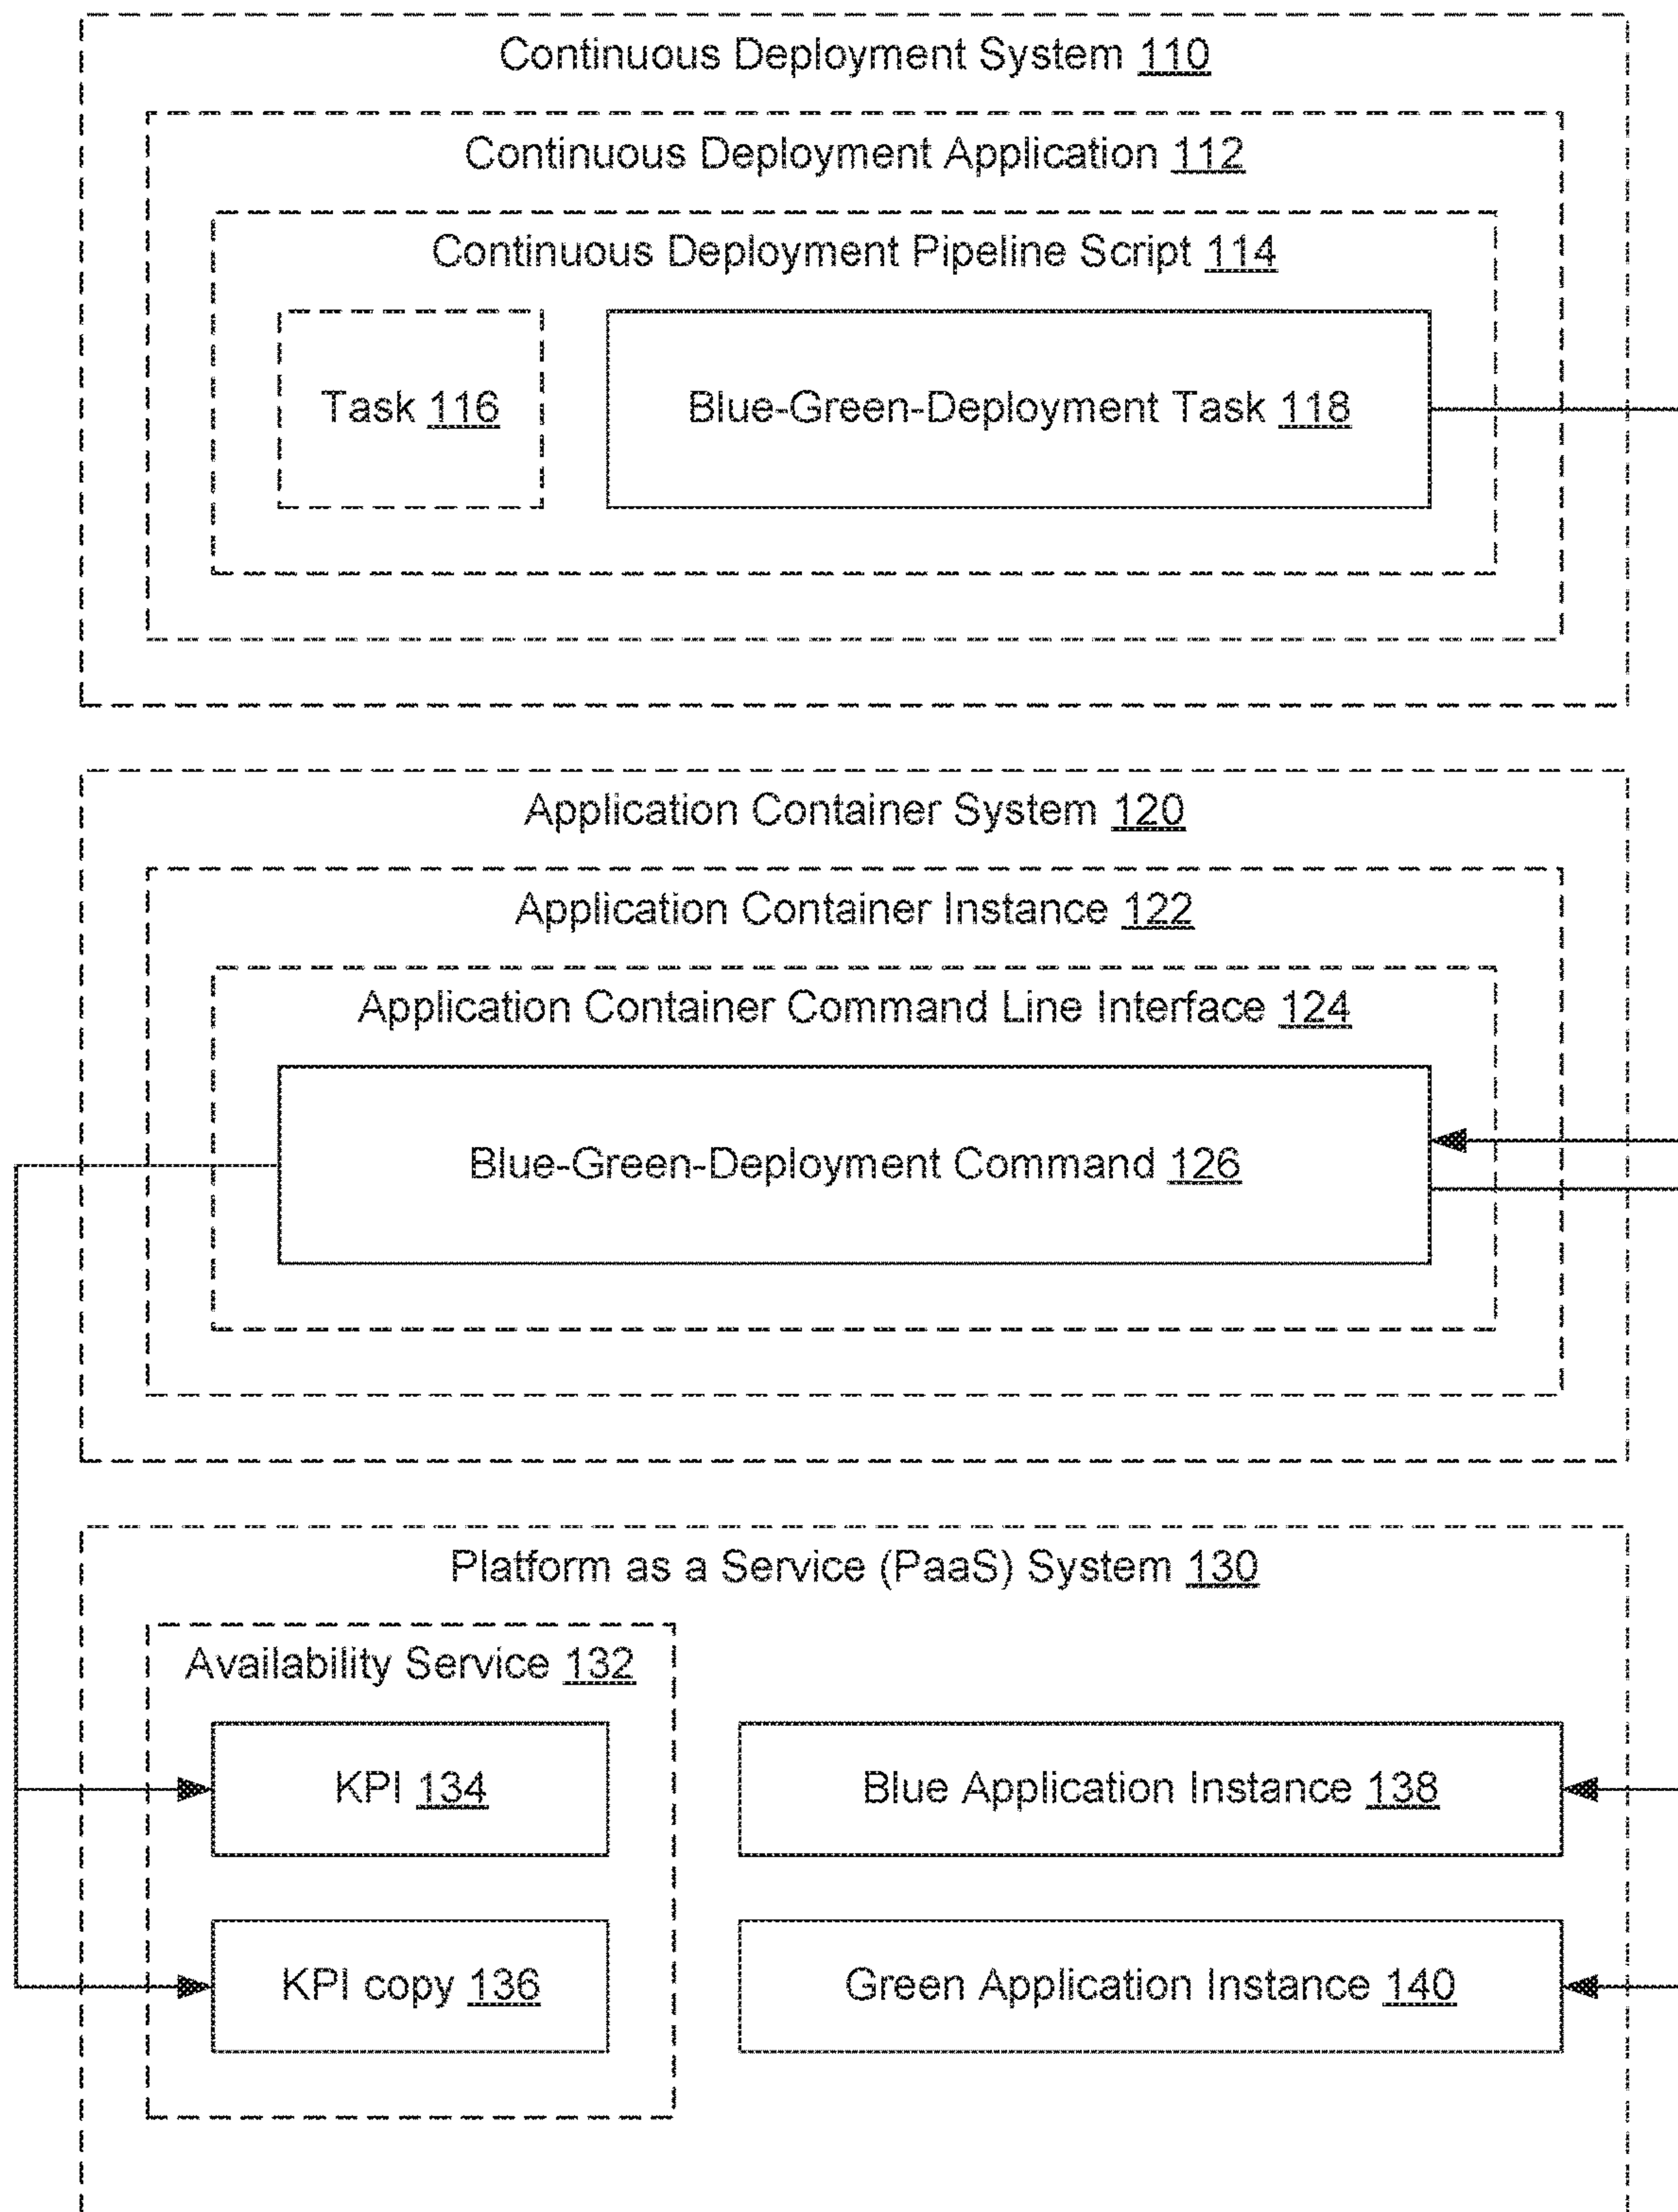 Continuous Deployment System 110
Continuous Deployment Application 112
Continuous Deployment Pipeline Script 114
Task 116
Blue-Green-Deployment Task 118
Application Container System 120
Application Container Instance 122
Application Container Command Line Interface 124
Blue-Green-Deployment Command 126
Platform as a Service (PaaS) System 130
Availability Service 132
KPI 134
Blue Application Instance 138
KPI copy 136
Green Application Instance 140